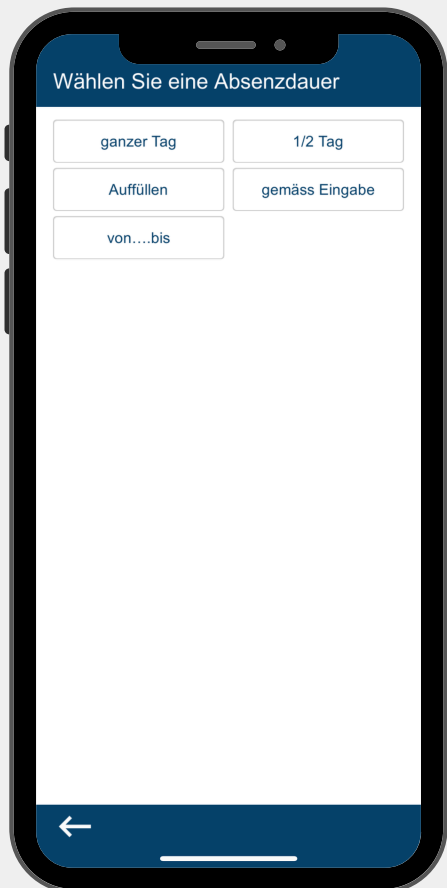 Wählen Sie eine Absenzdauer
ganzer Tag
1/2 Tag
Auffüllen
gemäss Eingabe
von....bis